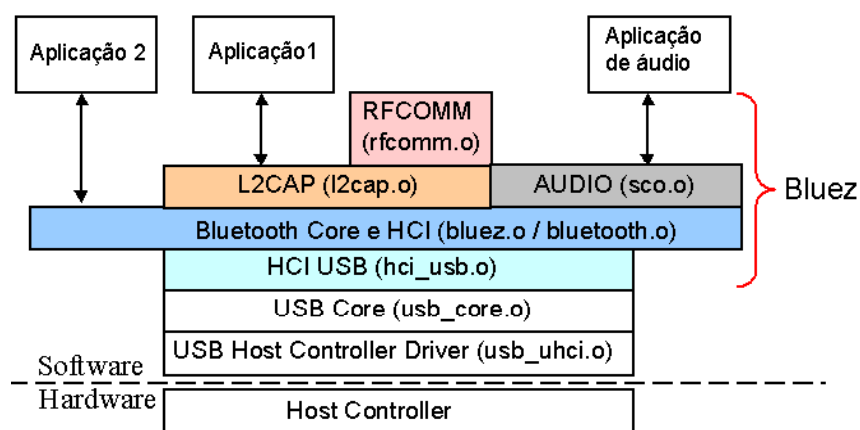 Aplicação 2
Aplicação1
Aplicação
de áudio
RFCOMM
(rfcomm.o)
L2CAP (l2cap.o)
AUDIO (sco.o)
Bluez
Bluetooth Core e HCI (bluez.o / bluetooth.o)
HCI USB (hci_usb.o)
USB Core (usb_core.o)
USB Host Controller Driver (usb_uhci.o)
Software
Hardware
Host Controller